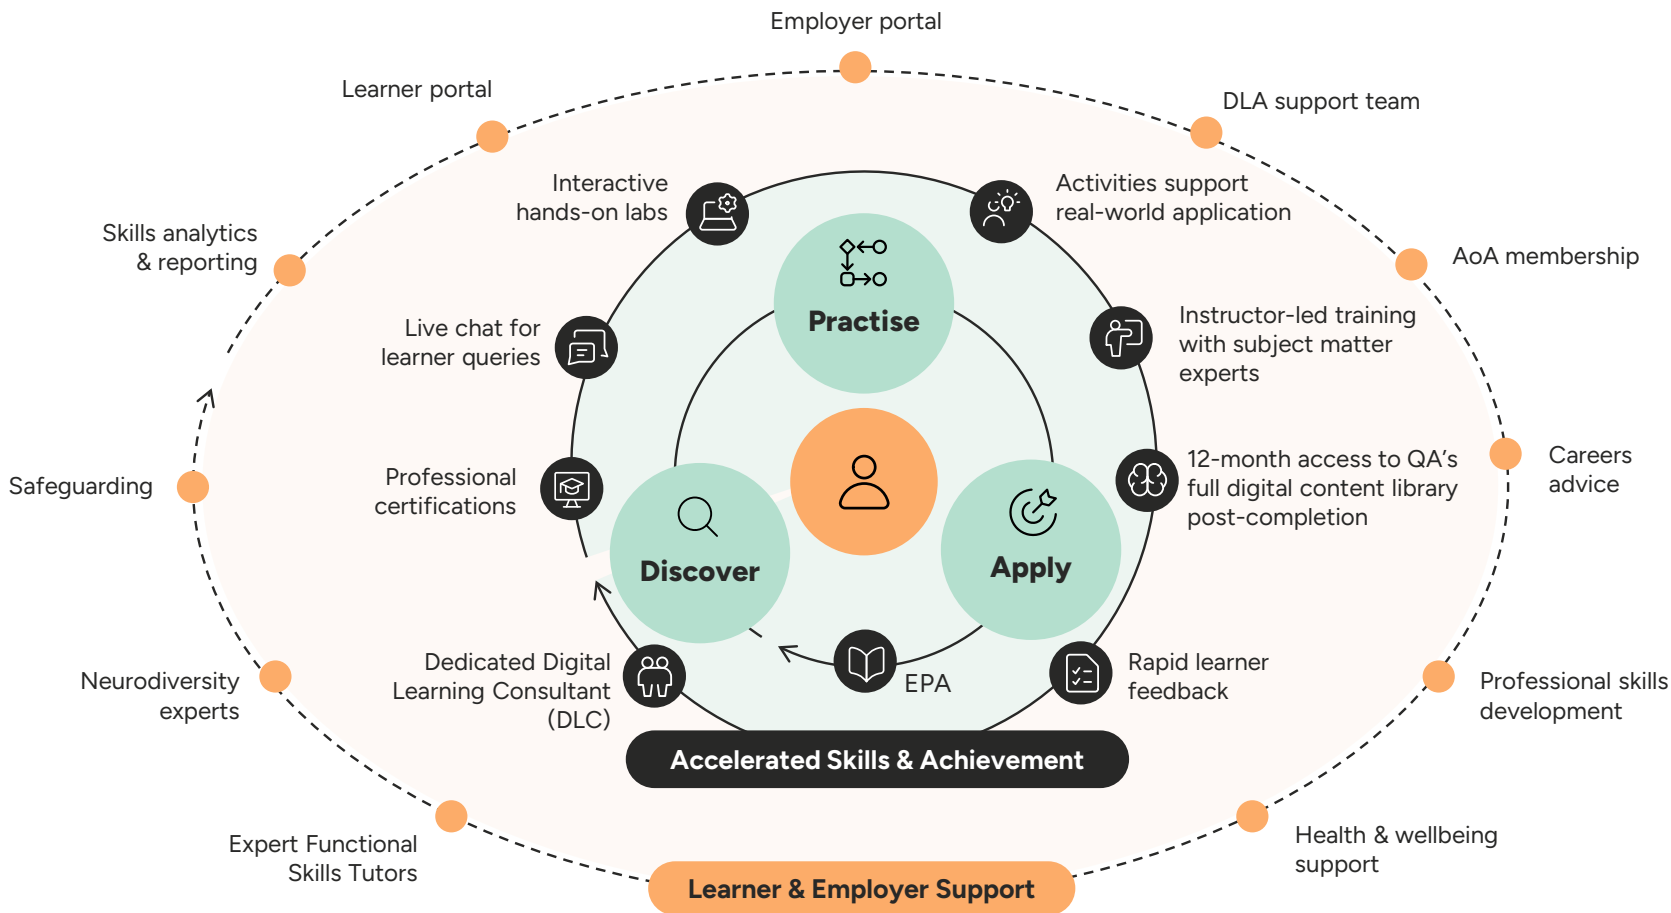 Employer portal
Learner portal
DLA support team
Interactive
hands-on labs
Activities support
real-world application
Skills analytics
& reporting
AoA membership
Practise
Live chat for
learner queries
Instructor-led training
with subject matter
experts
Safeguarding
Professional
certifications
12-month access to QA’s
full digital content library
post-completion
Careers
advice
Discover
Apply
Neurodiversity
experts
Dedicated Digital
Learning Consultant
(DLC)
EPA
Rapid learner
feedback
Professional skills
development
Accelerated Skills & Achievement
Expert Functional
Skills Tutors
Health & wellbeing
support
Learner & Employer Support